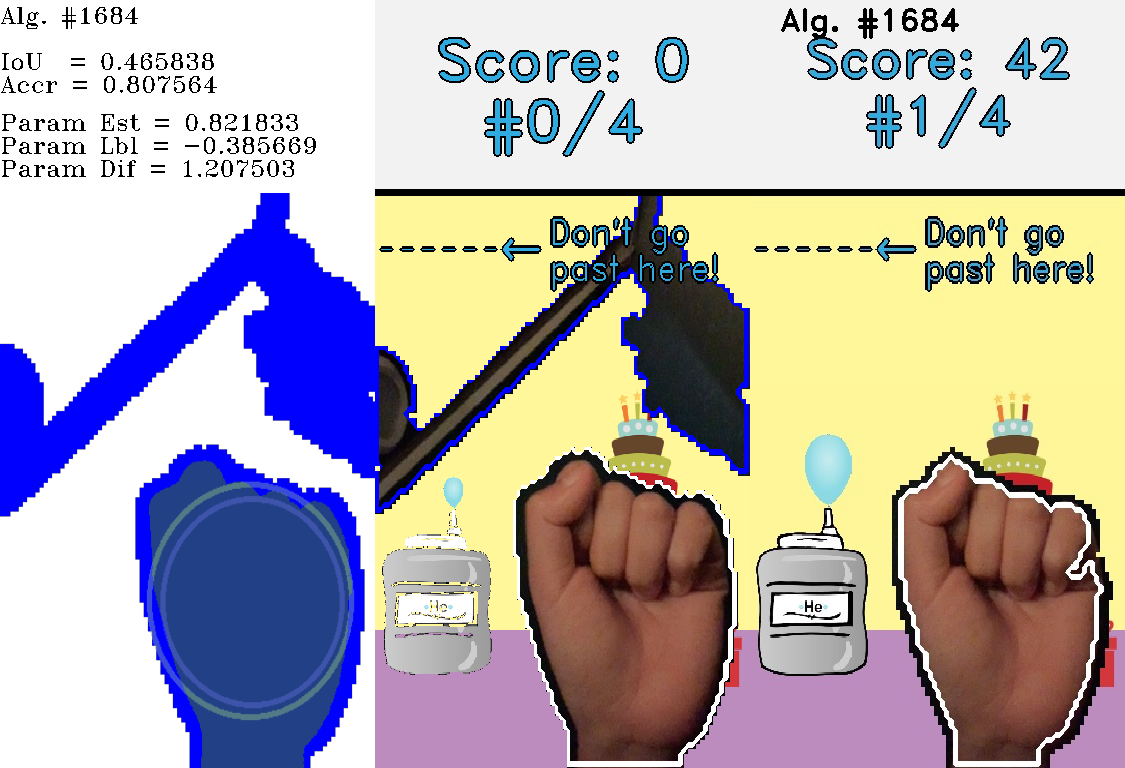 Alg. #1684
IoU = 0.465838
Accr = 0.807564
Param Est = 0.821833
Param Lbl = −0.385669
Param Dif = 1.207503
Score: 0
#0/4
Alg. #1684
Score: 42
#1/4
------← Don't go
past here!
------← Don't go
past here!
He
He